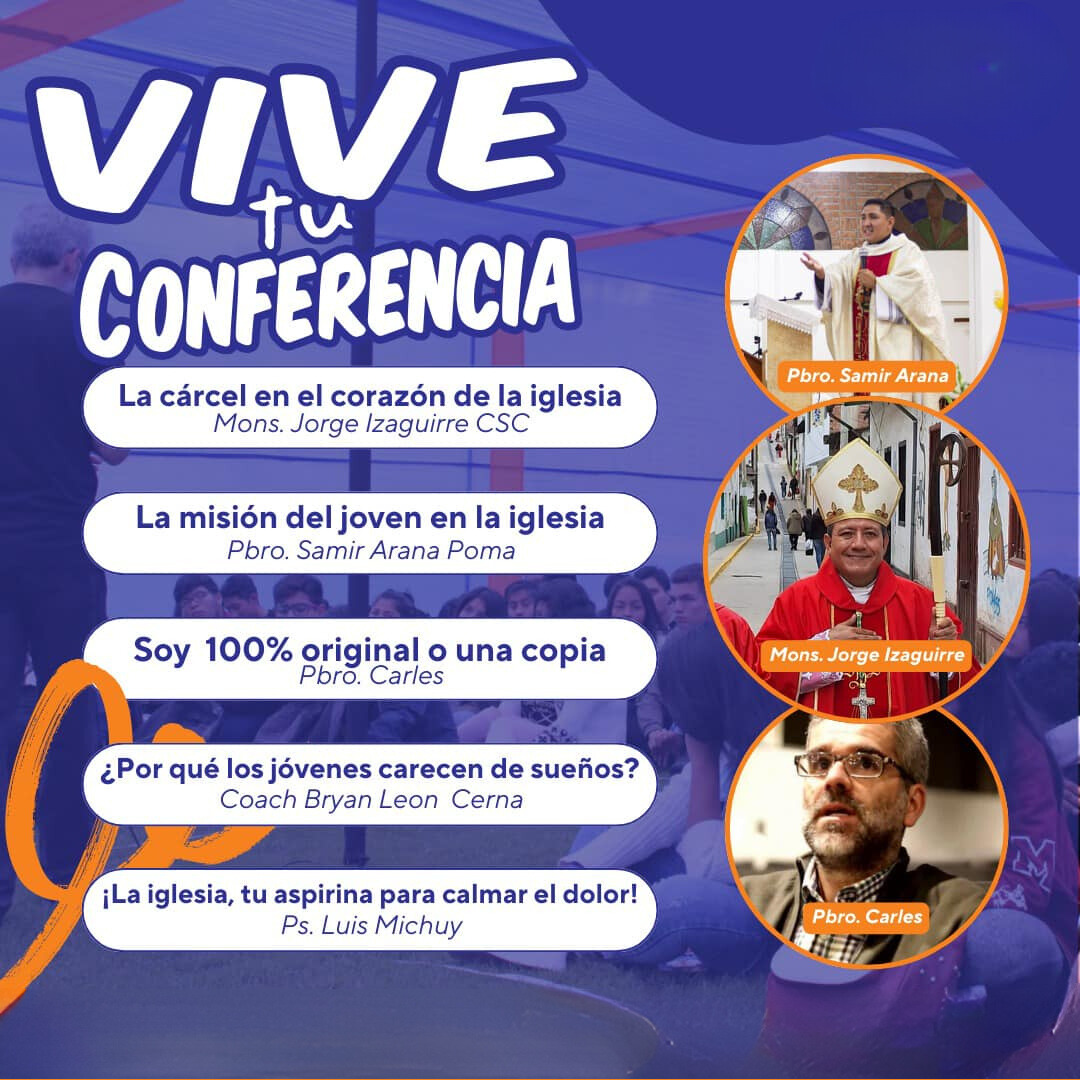 VIVE
tu
CONFERENCIA
La cárcel en el corazón de la iglesia
Mons. Jorge Izaguirre CSC
La misión del joven en la iglesia
Pbro. Samir Arana Poma
Soy 100% original o una copia
Pbro. Carles
¿Por qué los jóvenes carecen de sueños?
Coach Bryan Leon Cerna
¡La iglesia, tu aspirina para calmar el dolor!
Ps. Luis Michuy
Pbro. Samir Arana
Mons. Jorge Izaguirre
Pbro. Carles
M